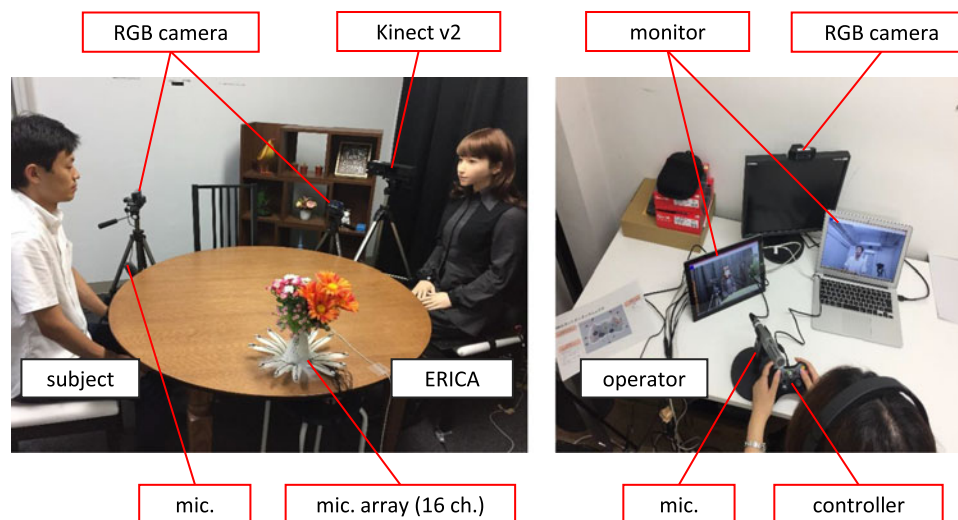 RGB camera
Kinect v2
monitor
RGB camera
subject
ERICA
operator
mic.
mic. array (16 ch.)
mic.
controller